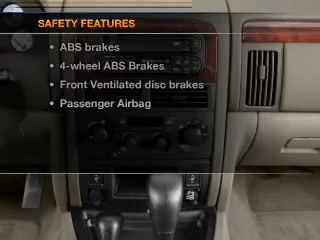 SAFETY FEATURES
• ABS brakes
• 4-wheel ABS Brakes
• Front Ventilated disc brakes
• Passenger Airbag